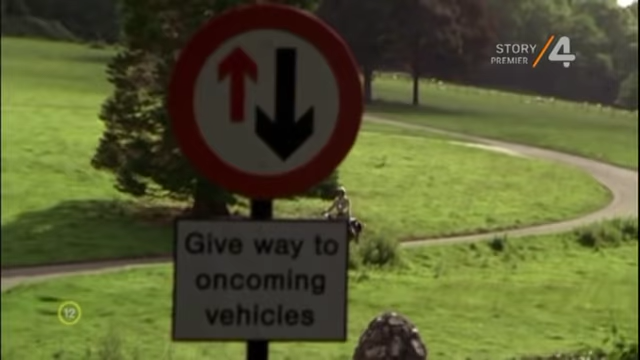 STORY 4
PREMIER
Give way to
oncoming
vehicles
12